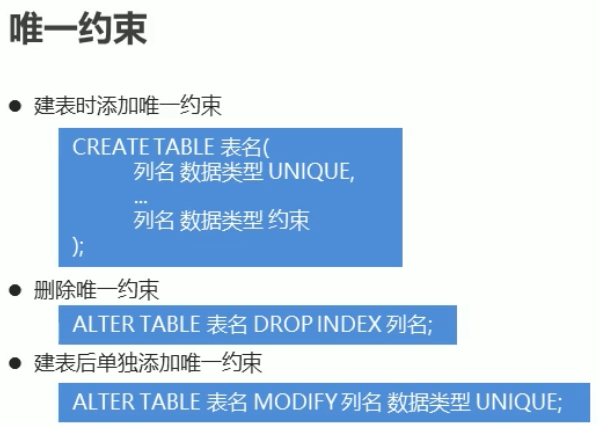 唯一约束
● 建表时添加唯一约束
CREATE TABLE 表名(
列名 数据类型 UNIQUE,
...
列名 数据类型 约束
);
● 删除唯一约束
ALTER TABLE 表名 DROP INDEX 列名;
● 建表后单独添加唯一约束
ALTER TABLE 表名 MODIFY 列名 数据类型 UNIQUE;